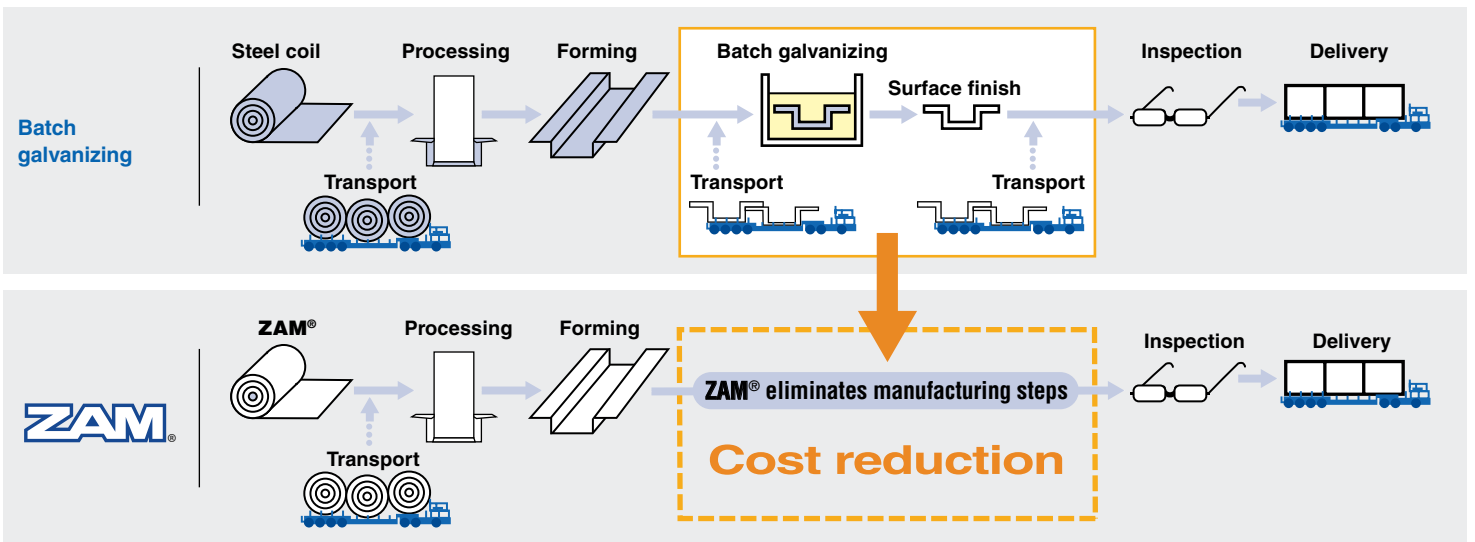 Steel coil
Processing
Forming
Batch galvanizing
Surface finish
Inspection
Delivery
Batch
galvanizing
Transport
Transport
Transport
ZAM®
Processing
Forming
Inspection
Delivery
ZAM® eliminates manufacturing steps
ZAM®
Cost reduction
Transport